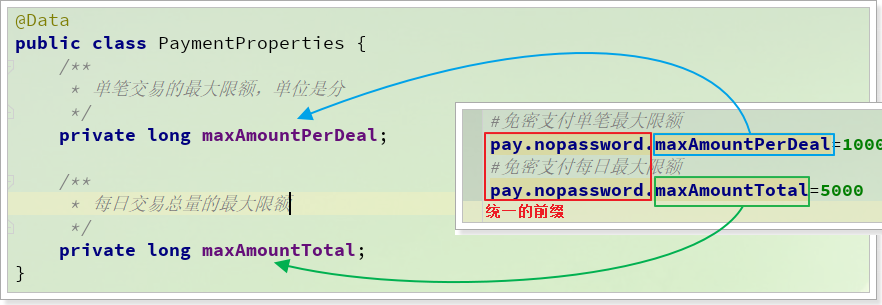 @Data
public class PaymentProperties {
/**
* 单笔交易的最大限额，单位是分
*/
private long maxAmountPerDeal;
/**
* 每日交易总量的最大限额
*/
private long maxAmountTotal;
}
#免密支付单笔最大限额
pay.nopassword.maxAmountPerDeal=1000
#免密支付每日最大限额
pay.nopassword.maxAmountTotal=5000
统一的前缀